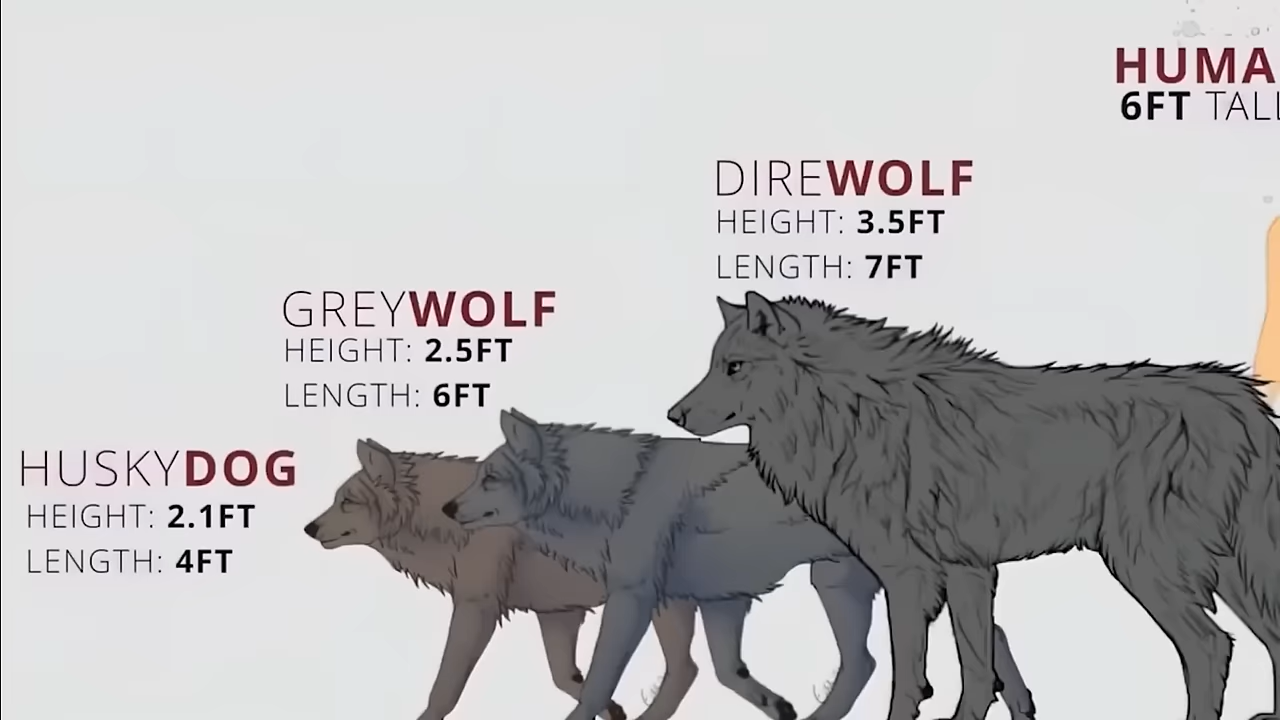 HUMA
6FT TALL
DIREWOLF
HEIGHT: 3.5FT
LENGTH: 7FT
GREYWOLF
HEIGHT: 2.5FT
LENGTH: 6FT
HUSKYDOG
HEIGHT: 2.1FT
LENGTH: 4FT